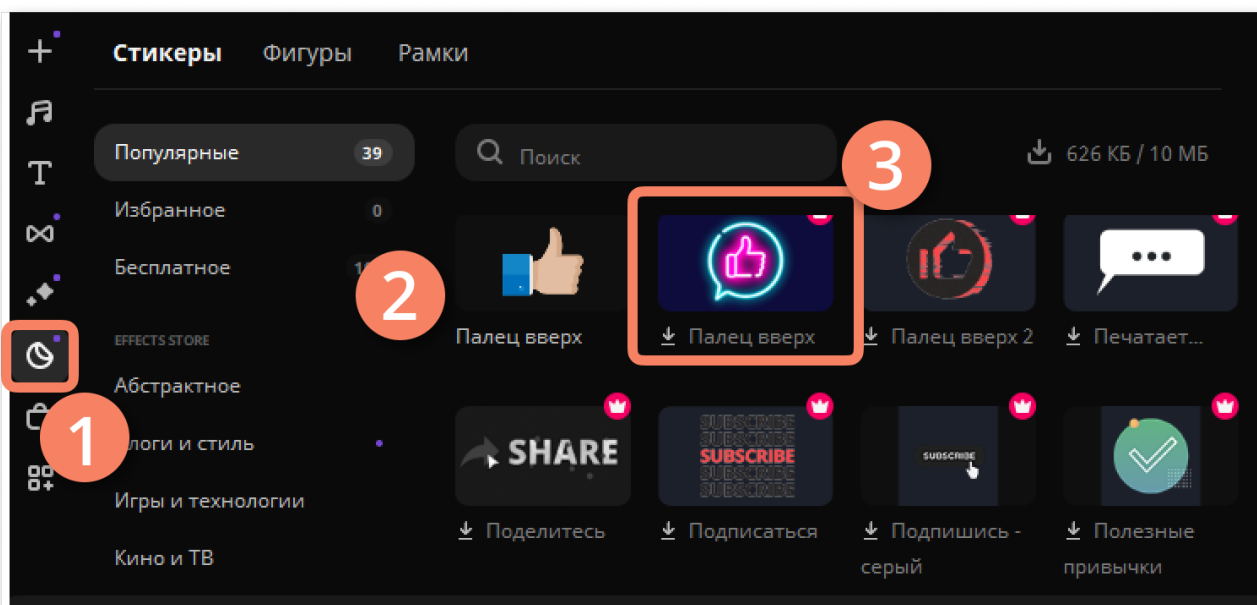 Стикеры Фигуры Рамки
Популярные 39
Поиск
626 КБ / 10 МБ
3
Избранное 0
Бесплатное
2
EFFECTS STORE
Абстрактное
1
и стиль
Игры и технологии
Кино и ТВ
Палец вверх
Палец вверх
Палец вверх 2
Печатает...
SHARE
SUBSCRIBE
SUBSCRIBE
SUBSCRIBE
SUBSCRIBE
SUBSCRIBE
SUBSCRIBE
Поделитесь
Подписаться
Подпишись -
серый
Полезные
привычки